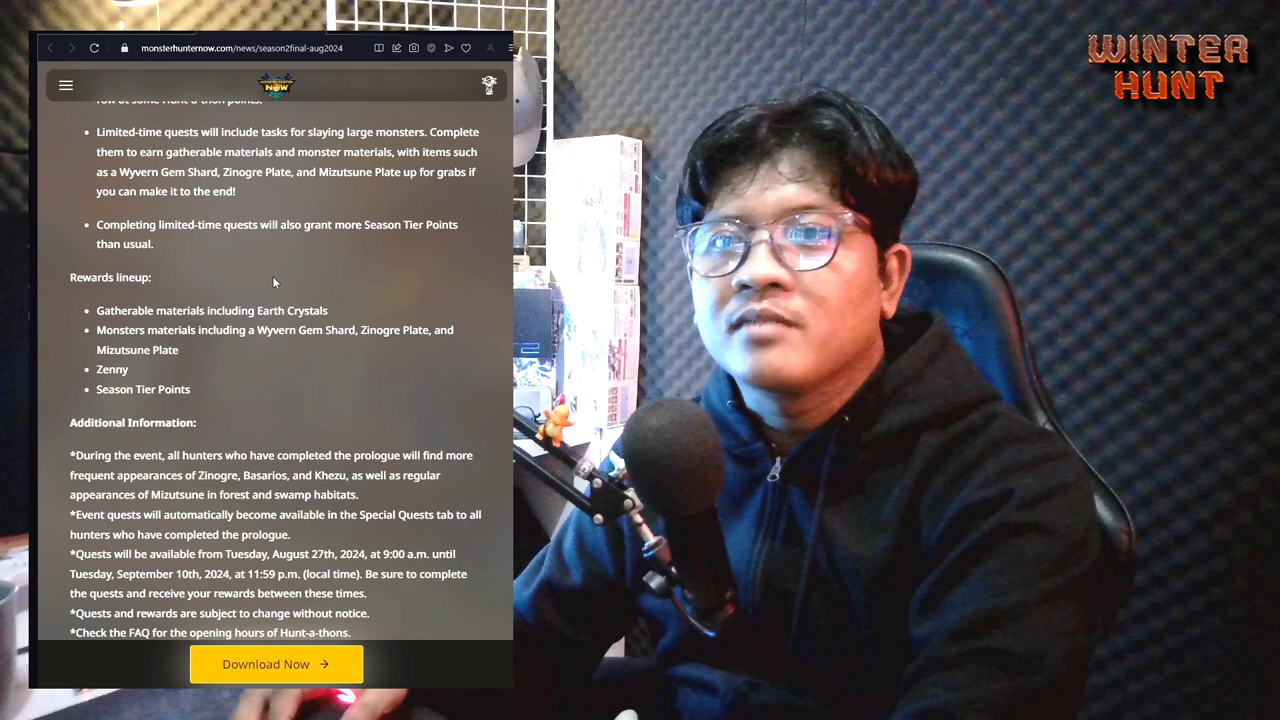 monsterhunternow.com/news/season2final-aug2024
WINTER
HUNT
NOW
row at some Hunt-a-thon points.
• Limited-time quests will include tasks for slaying large monsters. Complete
them to earn gatherable materials and monster materials, with items such
as a Wyvern Gem Shard, Zinogre Plate, and Mizutsune Plate up for grabs if
you can make it to the end!
• Completing limited-time quests will also grant more Season Tier Points
than usual.
Rewards lineup:
• Gatherable materials including Earth Crystals
• Monsters materials including a Wyvern Gem Shard, Zinogre Plate, and
Mizutsune Plate
• Zenny
• Season Tier Points
Additional Information:
*During the event, all hunters who have completed the prologue will find more
frequent appearances of Zinogre, Basarios, and Khezu, as well as regular
appearances of Mizutsune in forest and swamp habitats.
*Event quests will automatically become available in the Special Quests tab to all
hunters who have completed the prologue.
*Quests will be available from Tuesday, August 27th, 2024, at 9:00 a.m. until
Tuesday, September 10th, 2024, at 11:59 p.m. (local time). Be sure to complete
the quests and receive your rewards between these times.
*Quests and rewards are subject to change without notice.
*Check the FAQ for the opening hours of Hunt-a-thons.
Download Now →